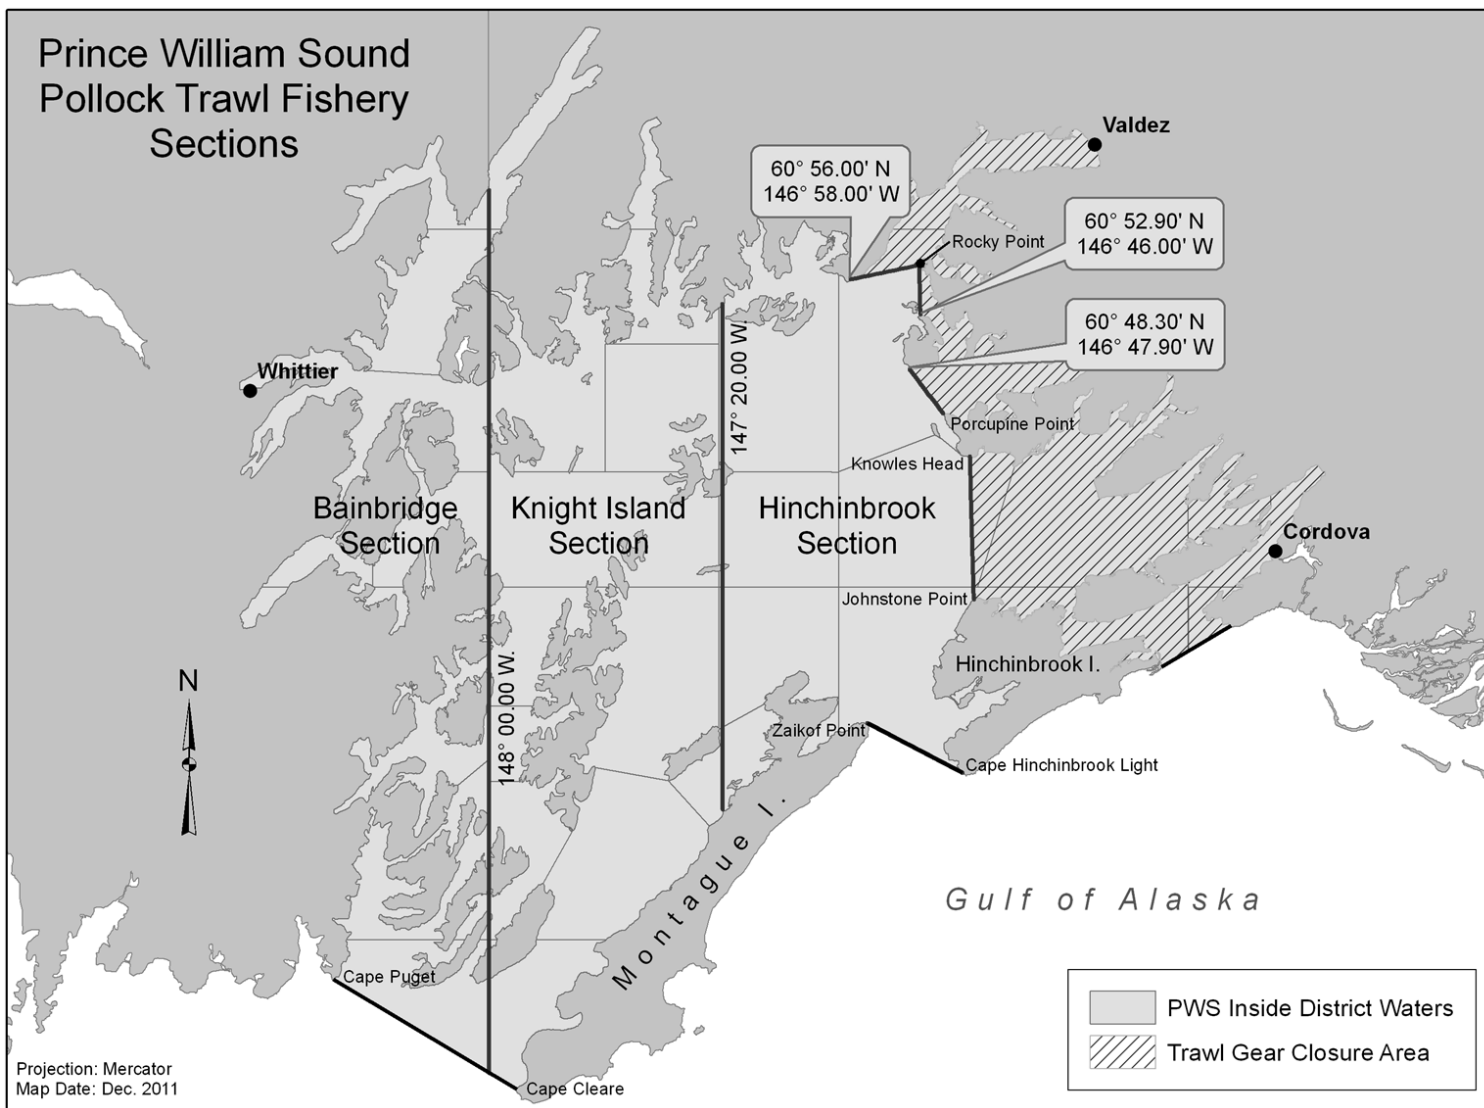 Prince William Sound
Pollock Trawl Fishery
Sections
Valdez
60° 56.00' N
146° 58.00' W
60° 52.90' N
146° 46.00' W
Rocky Point
60° 48.30' N
146° 47.90' W
Whittier
147° 20.00 W.
Porcupine Point
Knowles Head
Bainbridge
Section
Knight Island
Section
Hinchinbrook
Section
Cordova
Johnstone Point
Hinchinbrook I.
N
148° 00.00 W.
Zaikof Point
Cape Hinchinbrook Light
Montague I.
Gulf of Alaska
Cape Puget
PWS Inside District Waters
Trawl Gear Closure Area
Projection: Mercator
Map Date: Dec. 2011
Cape Cleare